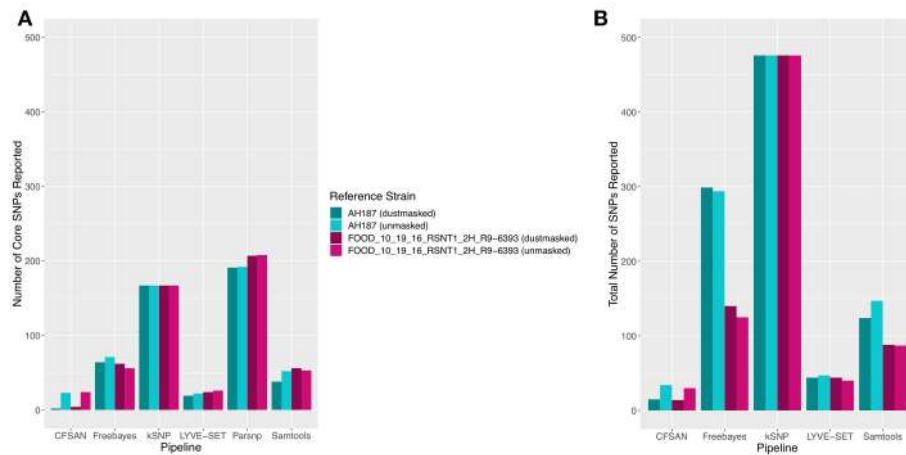 A
500
400
300
200
100
0
Number of Core SNPs Reported
CFSAN Freebayes kSNP LYVE-SET Parsnp Samtools
Pipeline
Reference Strain
AH187 (dustmasked)
AH187 (unmasked)
FOOD_10_19_16_RSNT1_2H_R9-6393 (dustmasked)
FOOD_10_19_16_RSNT1_2H_R9-6393 (unmasked)
B
500
400
300
200
100
0
Total Number of SNPs Reported
CFSAN Freebayes kSNP LYVE-SET Samtools
Pipeline